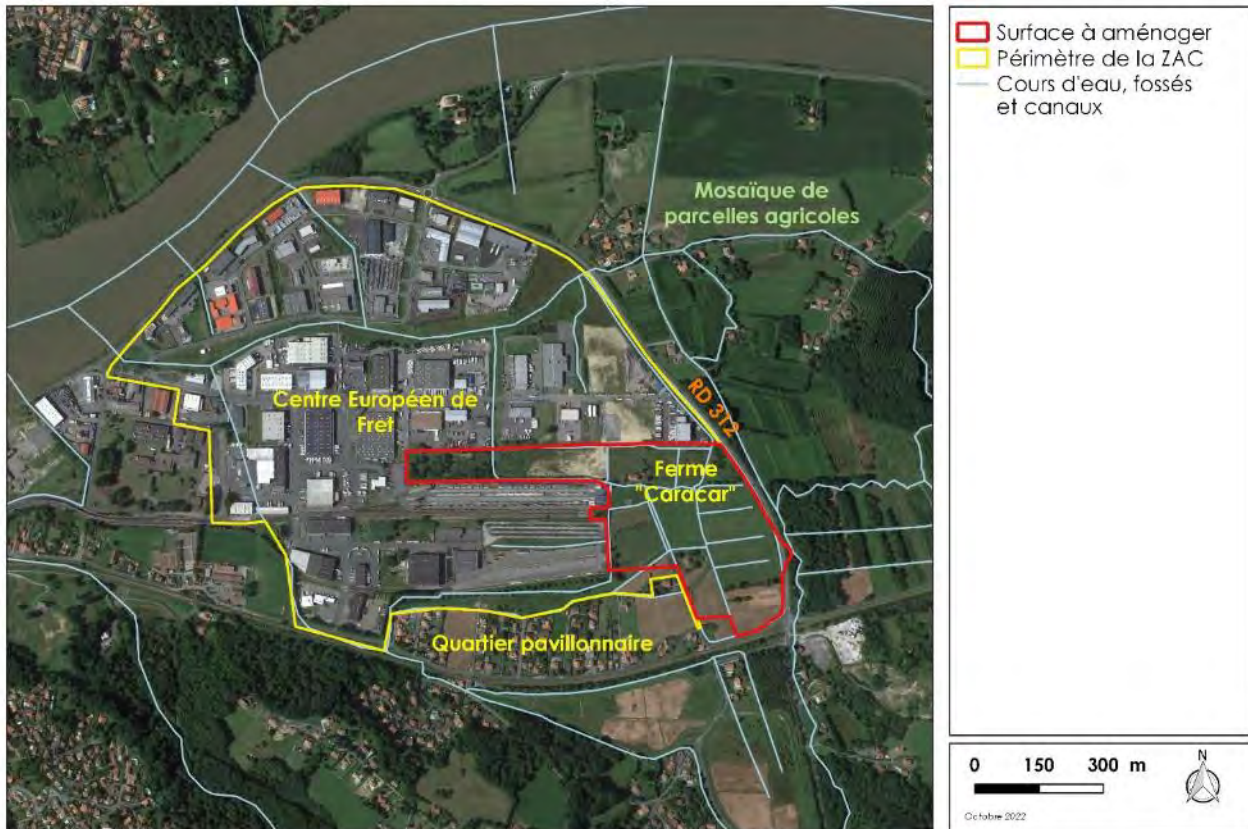 Surface à aménager
Périmètre de la ZAC
Cours d'eau, fossés
et canaux
Mosaïque de
parcelles agricoles
RD 312
Centre Européen de
Fret
Ferme
"Caracar"
Quartier pavillonnaire
0 150 300 m
N
Octobre 2022